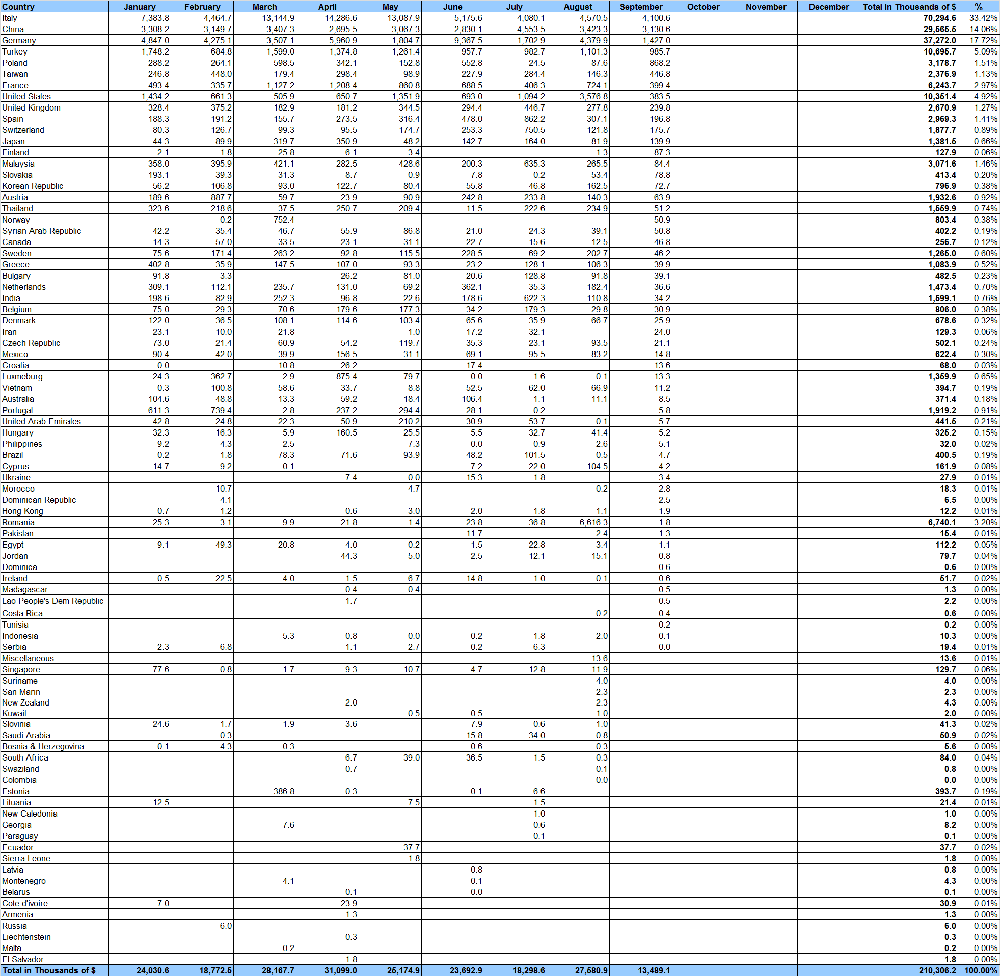 Country January February March April May June July August September October November December Total in Thousands of $ %
Italy 7,383.8 4,464.7 13,144.9 14,286.6 13,087.9 5,175.6 4,080.1 4,570.5 4,100.6 70,294.6 33.42%
China 3,308.2 3,149.7 3,407.3 2,695.5 3,067.3 2,830.1 4,553.5 3,423.3 3,130.6 29,565.5 14.06%
Germany 4,847.0 4,275.1 3,507.1 5,960.9 1,804.7 9,367.5 1,702.9 4,379.9 1,427.0 37,272.0 17.72%
Turkey 1,748.2 684.8 1,599.0 1,374.8 1,261.4 957.7 982.7 1,101.3 985.7 10,695.7 5.09%
Poland 288.2 264.1 598.5 342.1 152.8 552.8 24.5 87.6 868.2 3,178.7 1.51%
Taiwan 246.8 448.0 179.4 298.4 98.9 227.9 284.4 146.3 446.8 2,376.9 1.13%
France 493.4 335.7 1,127.2 1,208.4 860.8 688.5 406.3 724.1 399.4 6,243.7 2.97%
United States 1,434.2 661.3 505.9 650.7 1,351.9 693.0 1,094.2 3,576.8 383.5 10,351.4 4.92%
United Kingdom 328.4 375.2 182.9 181.2 344.5 294.4 446.7 277.8 239.8 2,670.9 1.27%
Spain 188.3 191.2 155.7 273.5 316.4 478.0 862.2 307.1 196.8 2,969.3 1.41%
Switzerland 80.3 126.7 99.3 95.5 174.7 253.3 750.5 121.8 175.7 1,877.7 0.89%
Japan 44.3 89.9 319.7 350.9 48.2 142.7 164.0 81.9 139.9 1,381.5 0.66%
Finland 2.1 1.8 25.8 6.1 3.4 1.3 87.3 127.9 0.06%
Malaysia 358.0 395.9 421.1 282.5 428.6 200.3 635.3 265.5 84.4 3,071.6 1.46%
Slovakia 193.1 39.3 31.3 8.7 0.9 7.8 0.2 53.4 78.8 413.4 0.20%
Korean Republic 56.2 106.8 93.0 122.7 80.4 55.8 46.8 162.5 72.7 796.9 0.38%
Austria 189.6 887.7 59.7 23.9 90.9 242.8 233.8 140.3 63.9 1,932.6 0.92%
Thailand 323.6 218.6 37.5 250.7 209.4 11.5 222.6 234.9 51.2 1,559.9 0.74%
Norway 0.2 752.4 50.9 803.4 0.38%
Syrian Arab Republic 42.2 35.4 46.7 55.9 86.8 21.0 24.3 39.1 50.8 402.2 0.19%
Canada 14.3 57.0 33.5 23.1 31.1 22.7 15.6 12.5 46.8 256.7 0.12%
Sweden 75.6 171.4 263.2 92.8 115.5 228.5 69.2 202.7 46.2 1,265.0 0.60%
Greece 402.8 35.9 147.5 107.0 93.3 23.2 128.1 106.3 39.9 1,083.9 0.52%
Bulgary 91.8 3.3 26.2 81.0 20.6 128.8 91.8 39.1 482.5 0.23%
Netherlands 309.1 112.1 235.7 131.0 69.2 362.1 35.3 182.4 36.6 1,473.4 0.70%
India 198.6 82.9 252.3 96.8 22.6 178.6 622.3 110.8 34.2 1,599.1 0.76%
Belgium 75.0 29.3 70.6 179.6 177.3 34.2 179.3 29.8 30.9 806.0 0.38%
Denmark 122.0 36.5 108.1 114.6 103.4 65.6 35.9 66.7 25.9 678.6 0.32%
Iran 23.1 10.0 21.8 1.0 17.2 32.1 24.0 129.3 0.06%
Czech Republic 73.0 21.4 60.9 54.2 119.7 35.3 23.1 93.5 21.1 502.1 0.24%
Mexico 90.4 42.0 39.9 156.5 31.1 69.1 95.5 83.2 14.8 622.4 0.30%
Croatia 0.0 10.8 26.2 17.4 13.6 68.0 0.03%
Luxmeburg 24.3 362.7 2.9 875.4 79.7 0.0 1.6 0.1 13.3 1,359.9 0.65%
Vietnam 0.3 100.8 58.6 33.7 8.8 52.5 62.0 66.9 11.2 394.7 0.19%
Australia 104.6 48.8 13.3 59.2 18.4 106.4 1.1 11.1 8.5 371.4 0.18%
Portugal 611.3 739.4 2.8 237.2 294.4 28.1 0.2 5.8 1,919.2 0.91%
United Arab Emirates 42.8 24.8 22.3 50.9 210.2 30.9 53.7 0.1 5.7 441.5 0.21%
Hungary 32.3 16.3 5.9 160.5 25.5 5.5 32.7 41.4 5.2 325.2 0.15%
Philippines 9.2 4.3 2.5 7.3 0.0 0.9 2.6 5.1 32.0 0.02%
Brazil 0.2 1.8 78.3 71.6 93.9 48.2 101.5 0.5 4.7 400.5 0.19%
Cyprus 14.7 9.2 0.1 7.2 22.0 104.5 4.2 161.9 0.08%
Ukraine 7.4 0.0 15.3 1.8 3.4 27.9 0.01%
Morocco 10.7 4.7 0.2 2.8 18.3 0.01%
Dominican Republic 4.1 2.5 6.5 0.00%
Hong Kong 0.7 1.2 0.6 3.0 2.0 1.8 1.1 1.9 12.2 0.01%
Romania 25.3 3.1 9.9 21.8 1.4 23.8 36.8 6,616.3 1.8 6,740.1 3.20%
Pakistan 11.7 2.4 1.3 15.4 0.01%
Egypt 9.1 49.3 20.8 4.0 0.2 1.5 22.8 3.4 1.1 112.2 0.05%
Jordan 44.3 5.0 2.5 12.1 15.1 0.8 79.7 0.04%
Dominica 0.6 0.6 0.00%
Ireland 0.5 22.5 4.0 1.5 6.7 14.8 1.0 0.1 0.6 51.7 0.02%
Madagascar 0.4 0.4 0.5 1.3 0.00%
Lao People's Dem Republic 1.7 0.5 2.2 0.00%
Costa Rica 0.2 0.4 0.6 0.00%
Tunisia 0.2 0.2 0.00%
Indonesia 5.3 0.8 0.0 0.2 1.8 2.0 0.1 10.3 0.00%
Serbia 2.3 6.8 1.1 2.7 0.2 6.3 0.0 19.4 0.01%
Miscellaneous 13.6 13.6 0.01%
Singapore 77.6 0.8 1.7 9.3 10.7 4.7 12.8 11.9 129.7 0.06%
Suriname 4.0 4.0 0.00%
San Marin 2.3 2.3 0.00%
New Zealand 2.0 2.3 4.3 0.00%
Kuwait 0.5 0.5 1.0 2.0 0.00%
Slovinia 24.6 1.7 1.9 3.6 7.9 0.6 1.0 41.3 0.02%
Saudi Arabia 0.3 15.8 34.0 0.8 50.9 0.02%
Bosnia & Herzegovina 0.1 4.3 0.3 0.6 0.3 5.6 0.00%
South Africa 6.7 39.0 36.5 1.5 0.3 84.0 0.04%
Swaziland 0.7 0.1 0.8 0.00%
Colombia 0.0 0.0 0.00%
Estonia 386.8 0.3 0.1 6.6 393.7 0.19%
Lituania 12.5 7.5 1.5 21.4 0.01%
New Caledonia 1.0 1.0 0.00%
Georgia 7.6 0.6 8.2 0.00%
Paraguay 0.1 0.1 0.00%
Ecuador 37.7 37.7 0.02%
Sierra Leone 1.8 1.8 0.00%
Latvia 0.8 0.8 0.00%
Montenegro 4.1 0.1 4.3 0.00%
Belarus 0.1 0.0 0.1 0.00%
Cote d'ivoire 7.0 23.9 30.9 0.01%
Armenia 1.3 1.3 0.00%
Russia 6.0 6.0 0.00%
Liechtenstein 0.3 0.3 0.00%
Malta 0.2 0.2 0.00%
El Salvador 1.8 1.8 0.00%
Total in Thousands of $ 24,030.6 18,772.5 28,167.7 31,099.0 25,174.9 23,692.9 18,298.6 27,580.9 13,489.1 210,306.2 100.00%